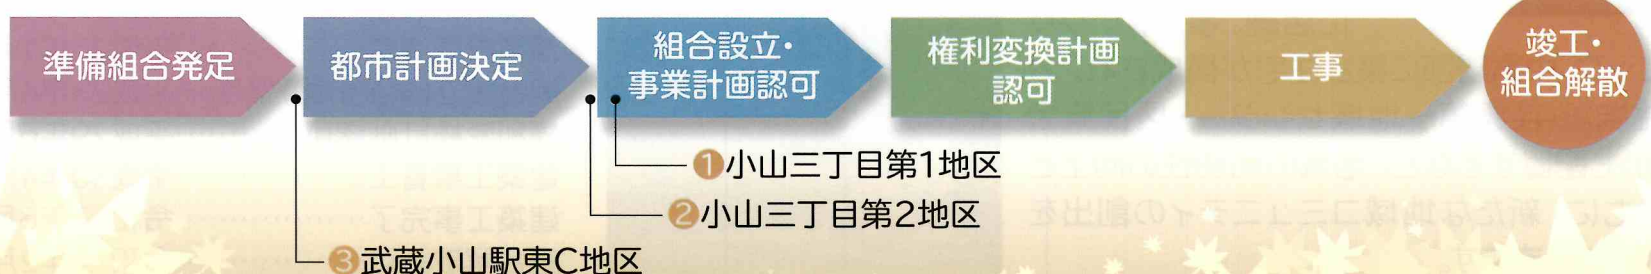 準備組合発足
都市計画決定
組合設立・
事業計画認可
権利変換計画
認可
工事
竣工・
組合解散
❶小山三丁目第1地区
❷小山三丁目第2地区
❸武蔵小山駅東C地区